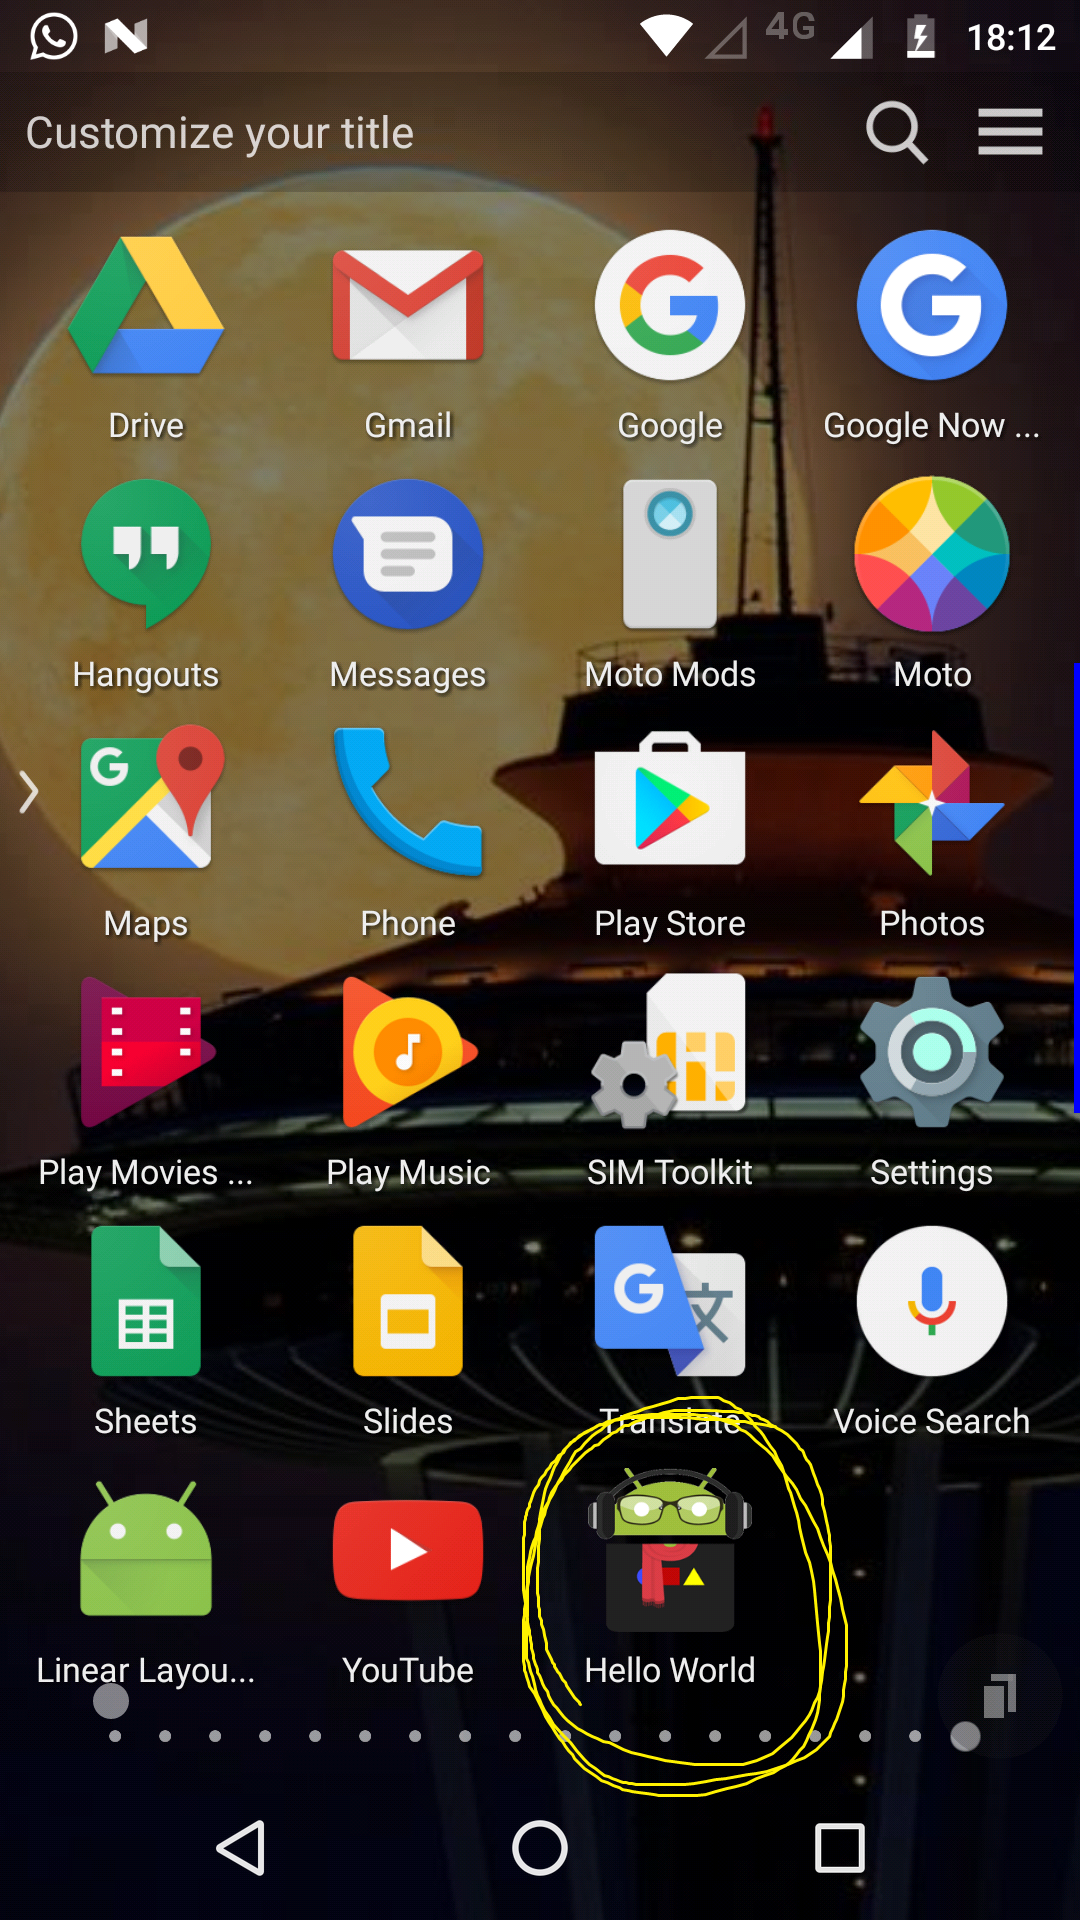 4G 18:12
Customize your title
Drive Gmail Google Google Now ...
Hangouts Messages Moto Mods Moto
Maps Phone Play Store Photos
Play Movies ... Play Music SIM Toolkit Settings
Sheets Slides Translate Voice Search
Linear Layou... YouTube Hello World